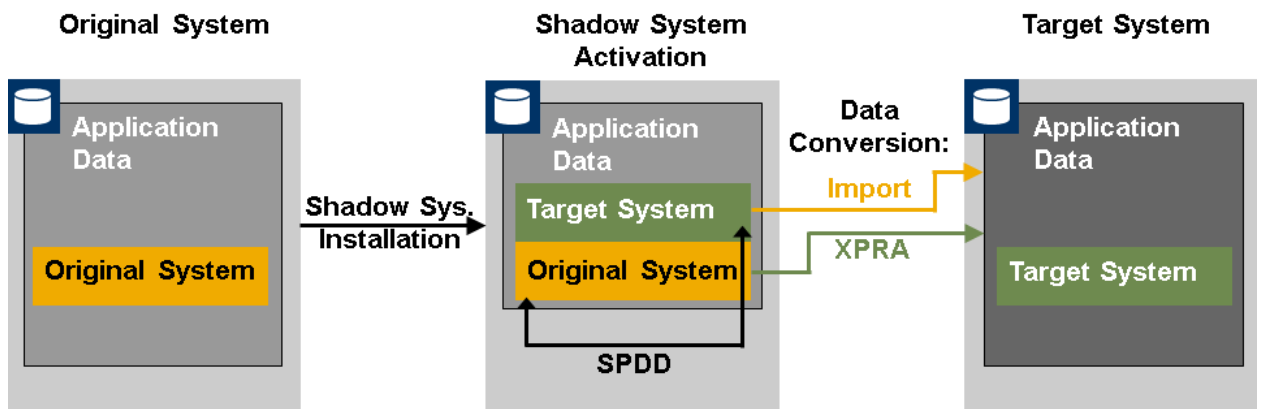 Original System
Application
Data
Original System
Shadow Sys.
Installation
Shadow System
Activation
Application
Data
Target System
Original System
SPDD
Data
Conversion:
Import
XPRA
Target System
Application
Data
Target System